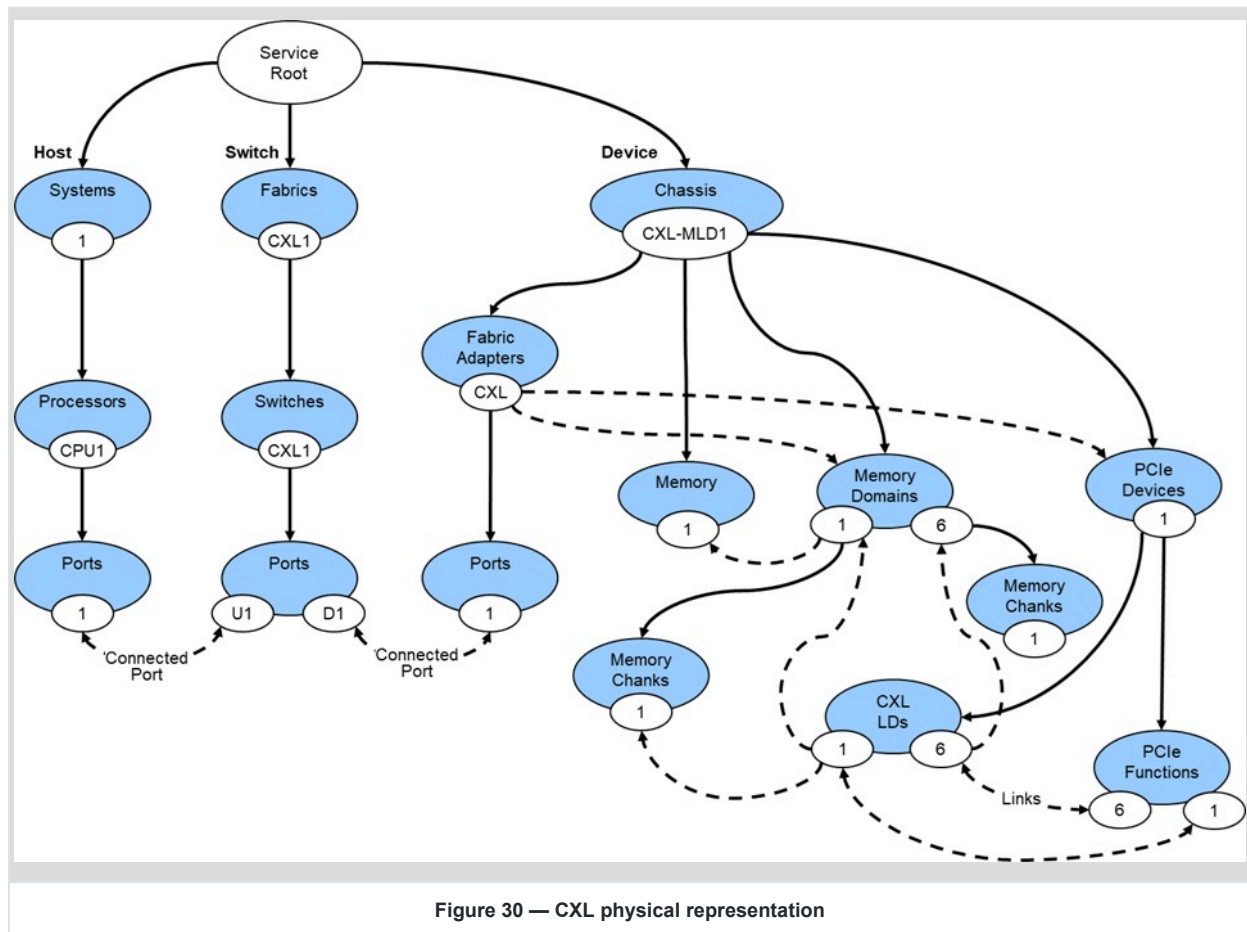 Service
Root
Host
Switch
Device
Systems
1
Fabrics
CXL1
Chassis
CXL-MLD1
Fabric
Adapters
CXL
Processors
CPU1
Switches
CXL1
Memory
1
Memory
Domains
1
6
PCIe
Devices
1
Ports
1
Ports
U1
D1
Ports
1
Connected
Port
Connected
Port
Memory
Chanks
1
Memory
Chanks
1
CXL
LDs
1
6
PCIe
Functions
6
1
Links
Figure 30 — CXL physical representation